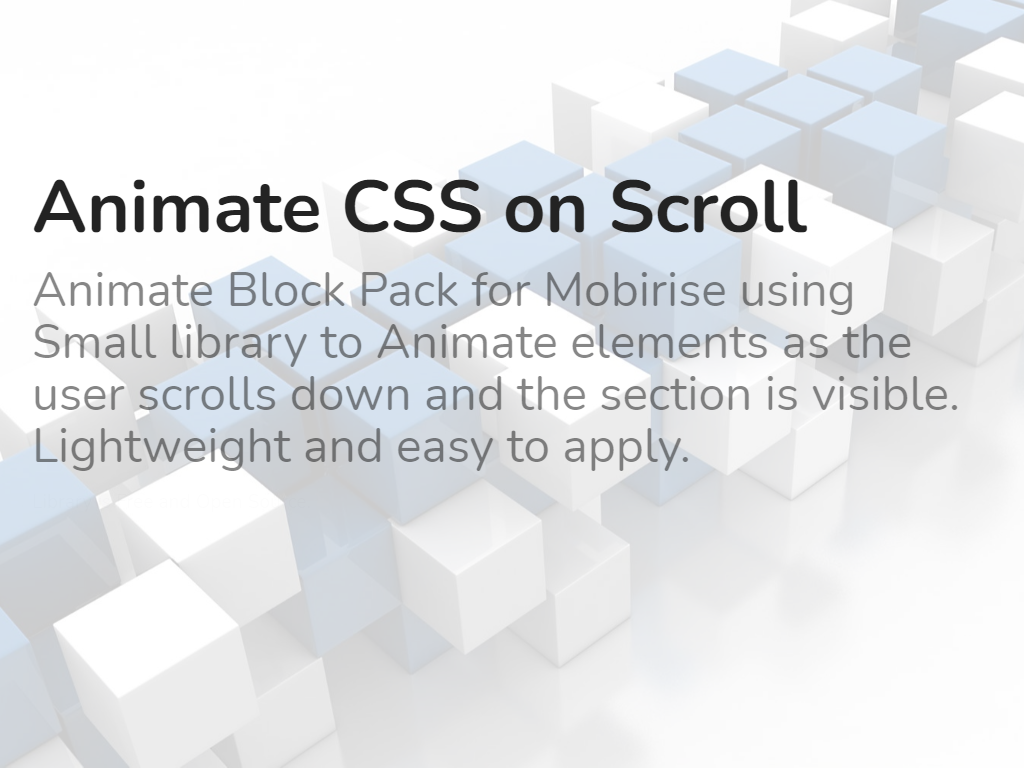 Animate CSS on Scroll
Animate Block Pack for Mobirise using
Small library to Animate elements as the
user scrolls down and the section is visible.
Lightweight and easy to apply.